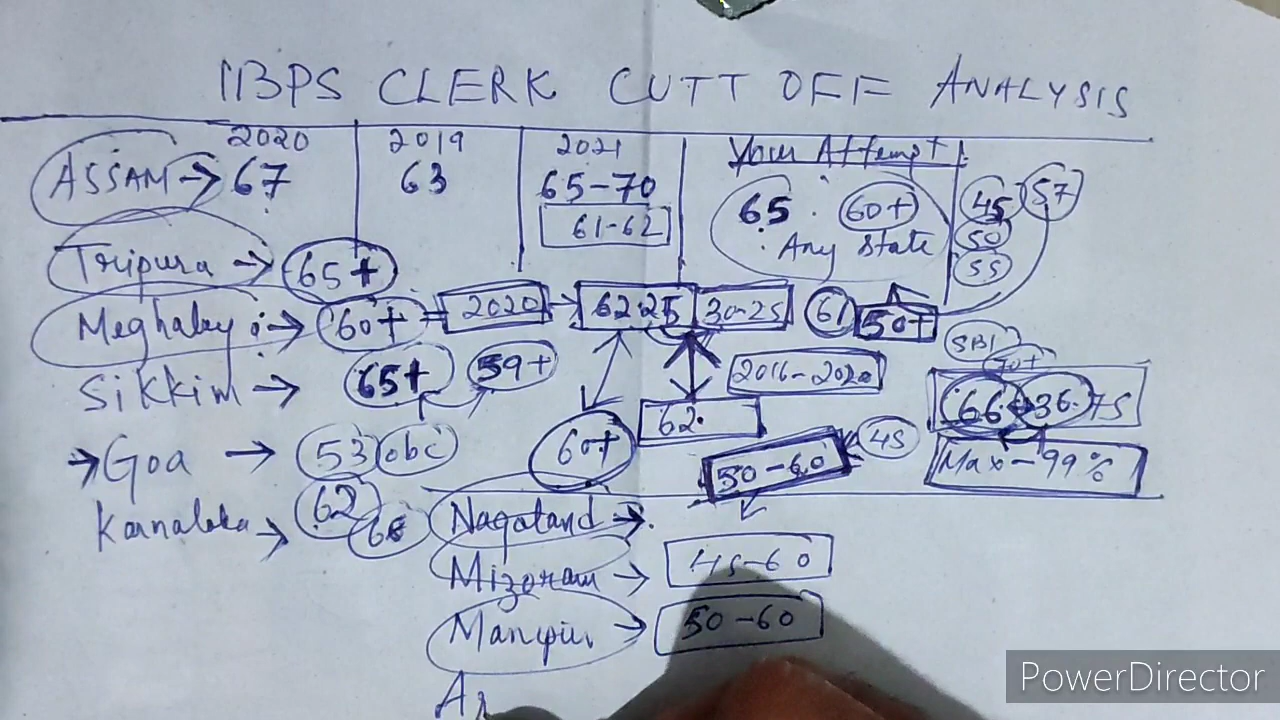 IBPS CLERK CUTT OFF ANALYSIS
2020 2019 2021 Your Attempt
ASSAM → 67 63 65-70 65 60+ 45 57
61-62 Any State 50
Tripura → 65+ 55
Meghaley → 60+ = 2020 → 62.25 30.25 61 50+
SBI
70+
Sikkim → 65+ 59+ 2016-2020 66 → 36.75
62.
→ Goa → 53 obc 60+ 50-60 45 Max-99%
Karnataka → 62 Nagaland →
Mizoram → 45-60
Manipur → 50-60
Ar
PowerDirector